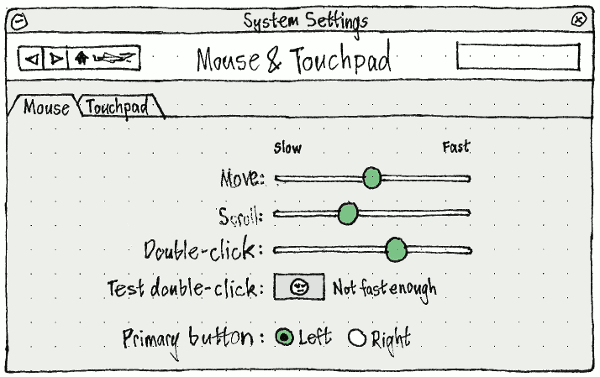 System Settings
Mouse & Touchpad
Mouse Touchpad
Slow Fast
Move:
Scroll:
Double-click:
Test double-click: Not fast enough
Primary button: Left Right